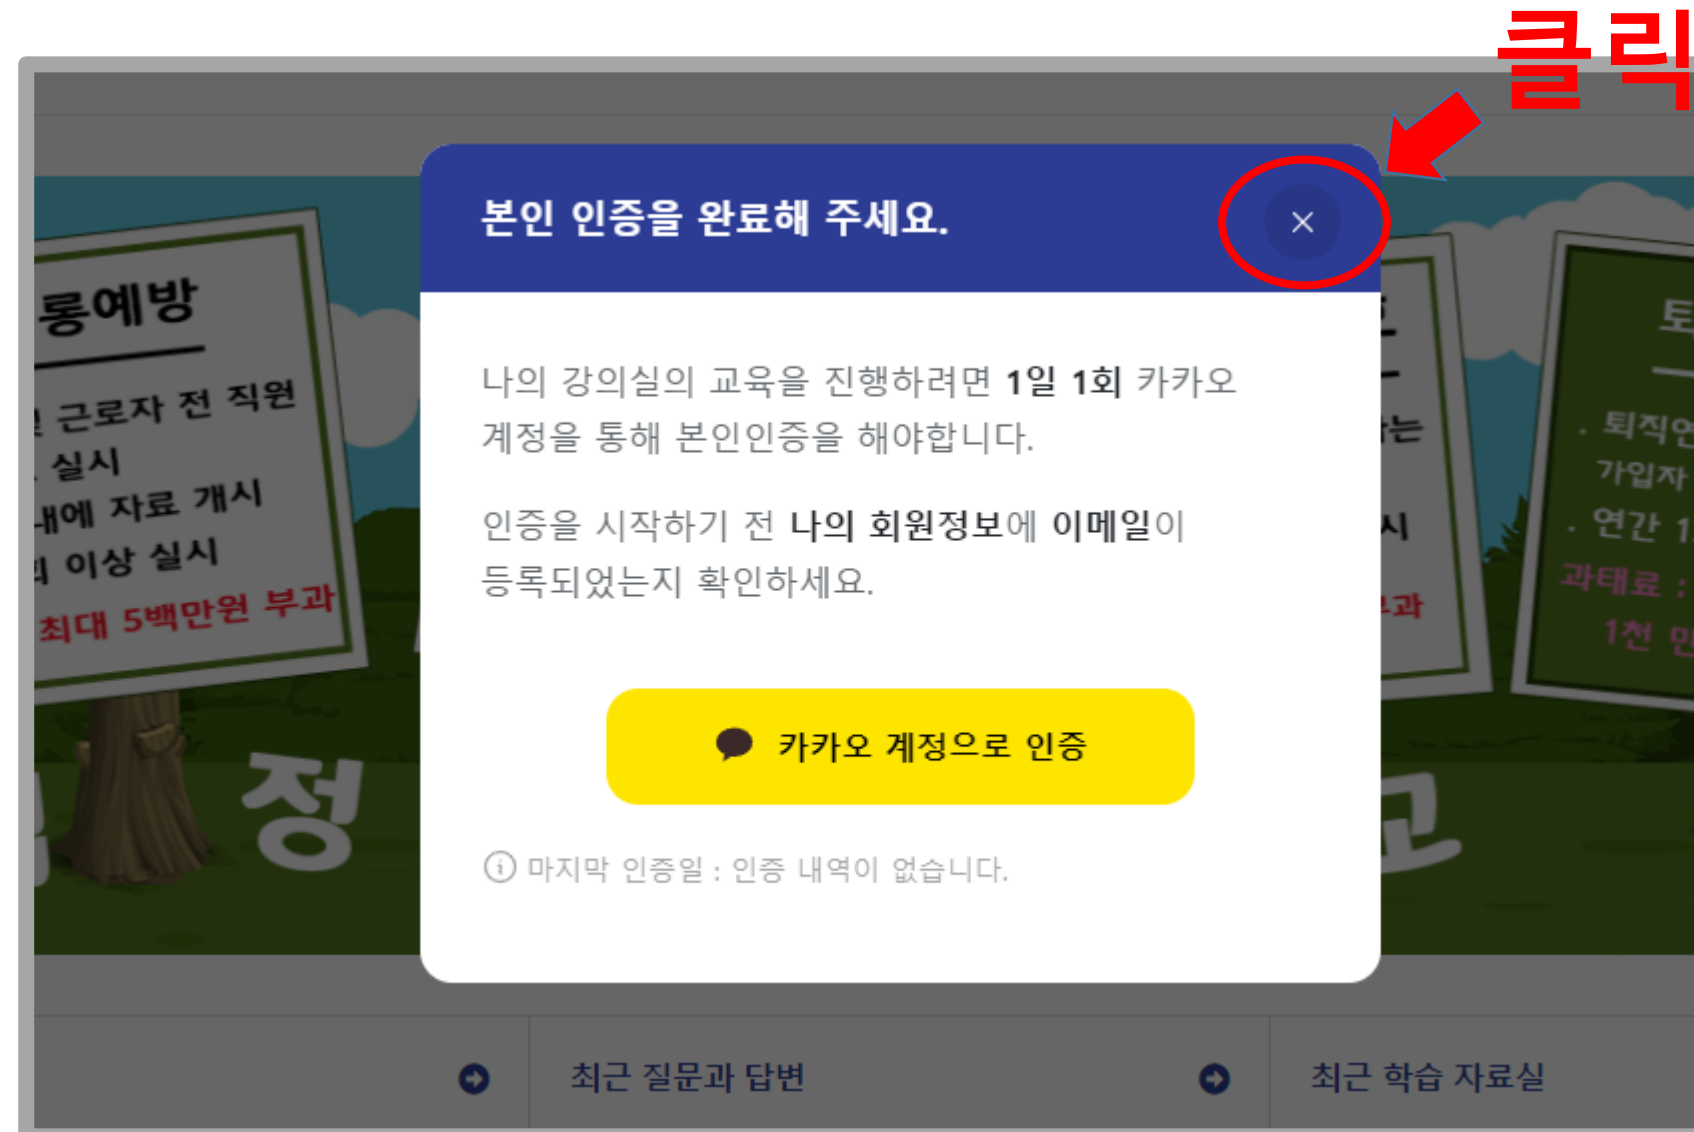 클릭
본인 인증을 완료해 주세요.
나의 강의실의 교육을 진행하려면 1일 1회 카카오
계정을 통해 본인인증을 해야합니다.
인증을 시작하기 전 나의 회원정보에 이메일이
등록되었는지 확인하세요.
카카오 계정으로 인증
마지막 인증일 : 인증 내역이 없습니다.
롱예방
근로자 전 직원
실시
내에 자료 개시
이상 실시
최대 5백만원 부과
정
는
시
과
고
퇴
. 퇴직연
가입자
. 연간 1
과태료 :
1천 만
최근 질문과 답변
최근 학습 자료실